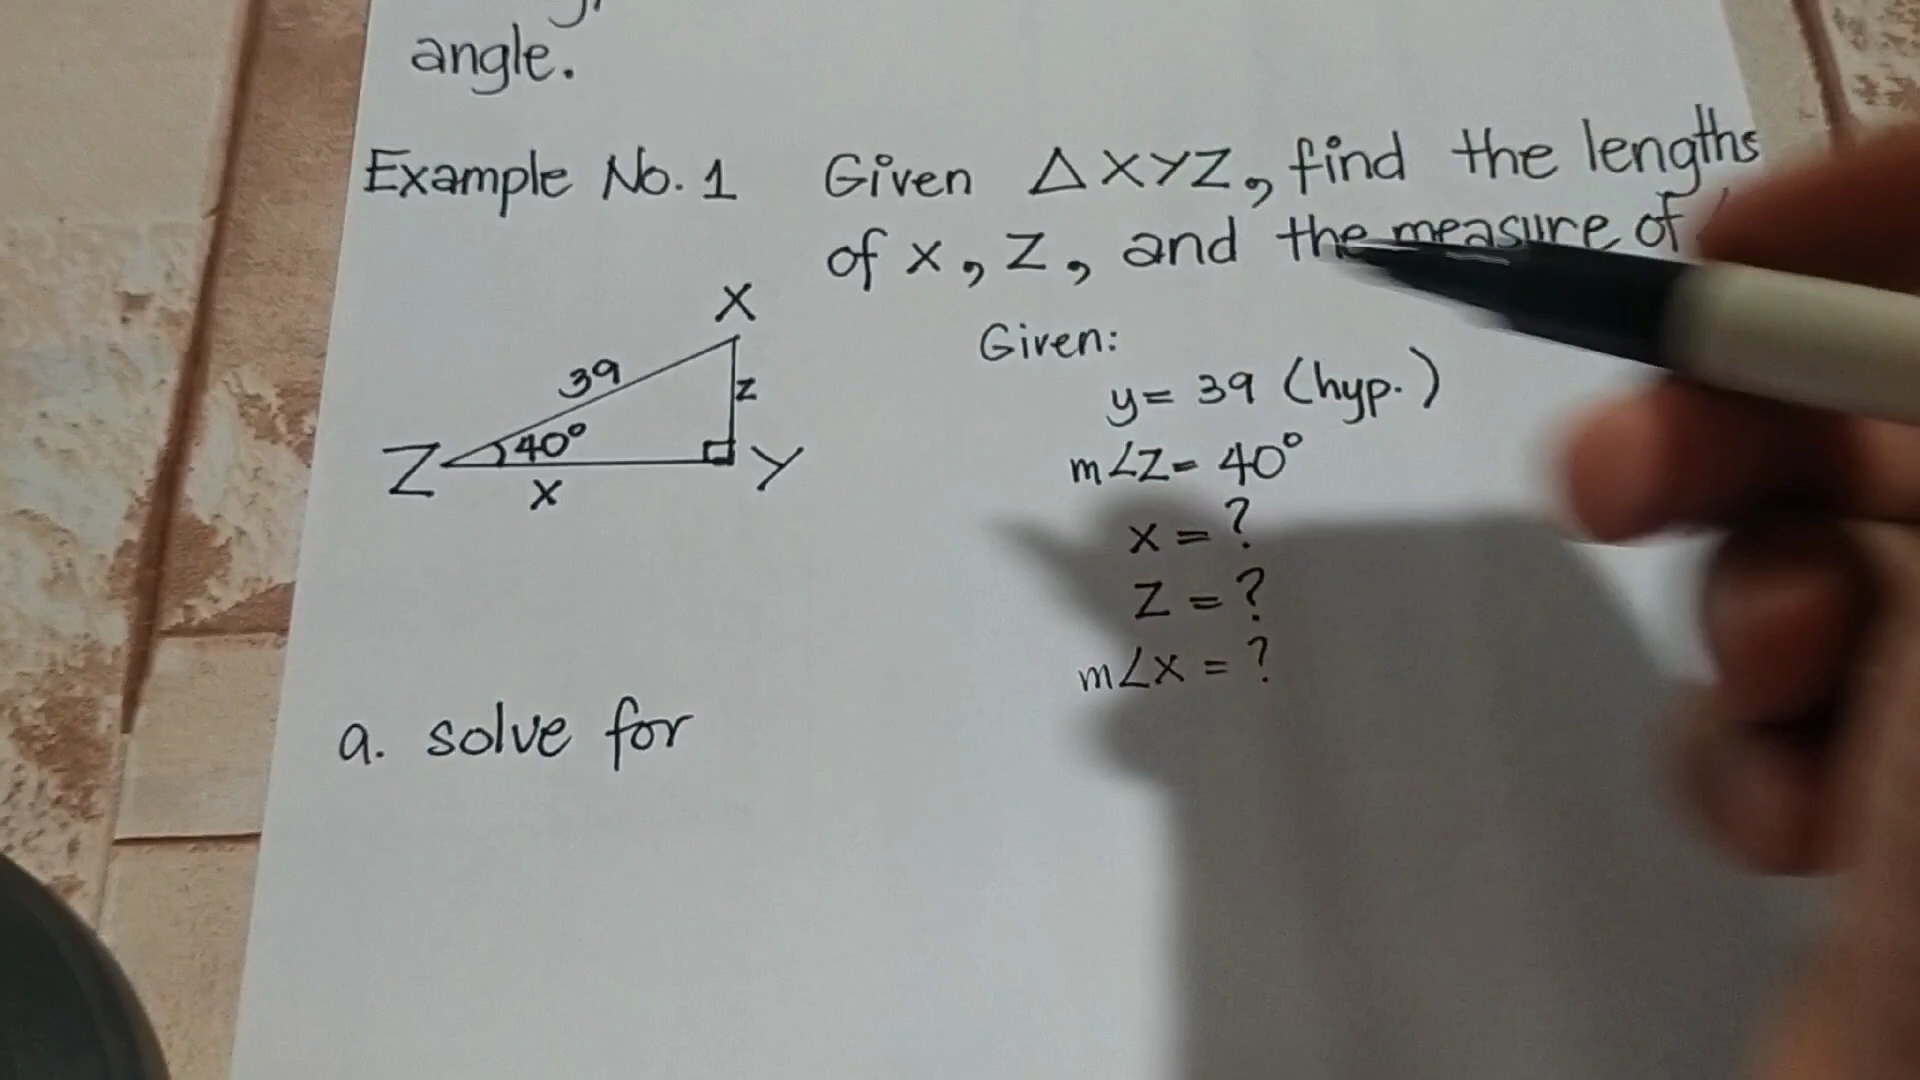 angle.
Example No. 1 Given △XYZ, find the lengths
of x, z, and the measure of
X
39
z
40°
Z
Y
x
Given:
y= 39 (hyp.)
m∠Z= 40°
x = ?
z = ?
m∠X = ?
a. solve for